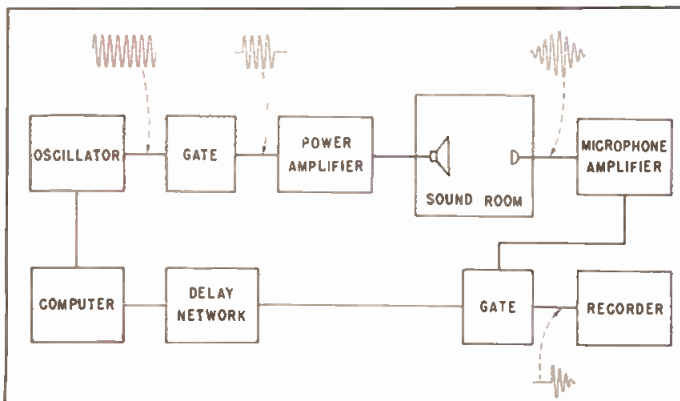 OSCILLATOR
GATE
POWER
AMPLIFIER
SOUND ROOM
MICROPHONE
AMPLIFIER
COMPUTER
DELAY
NETWORK
GATE
RECORDER